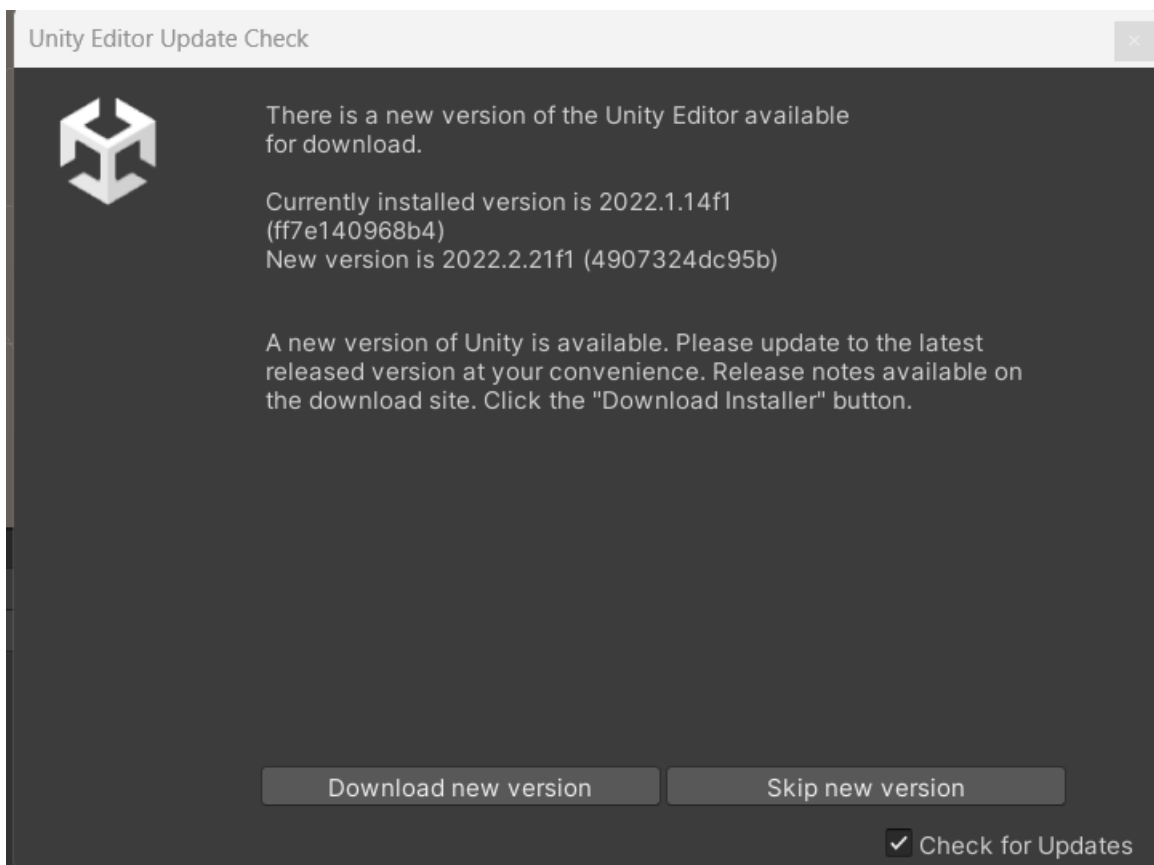 Unity Editor Update Check
There is a new version of the Unity Editor available
for download.
Currently installed version is 2022.1.14f1
(ff7e140968b4)
New version is 2022.2.21f1 (4907324dc95b)
A new version of Unity is available. Please update to the latest
released version at your convenience. Release notes available on
the download site. Click the "Download Installer" button.
Download new version
Skip new version
Check for Updates